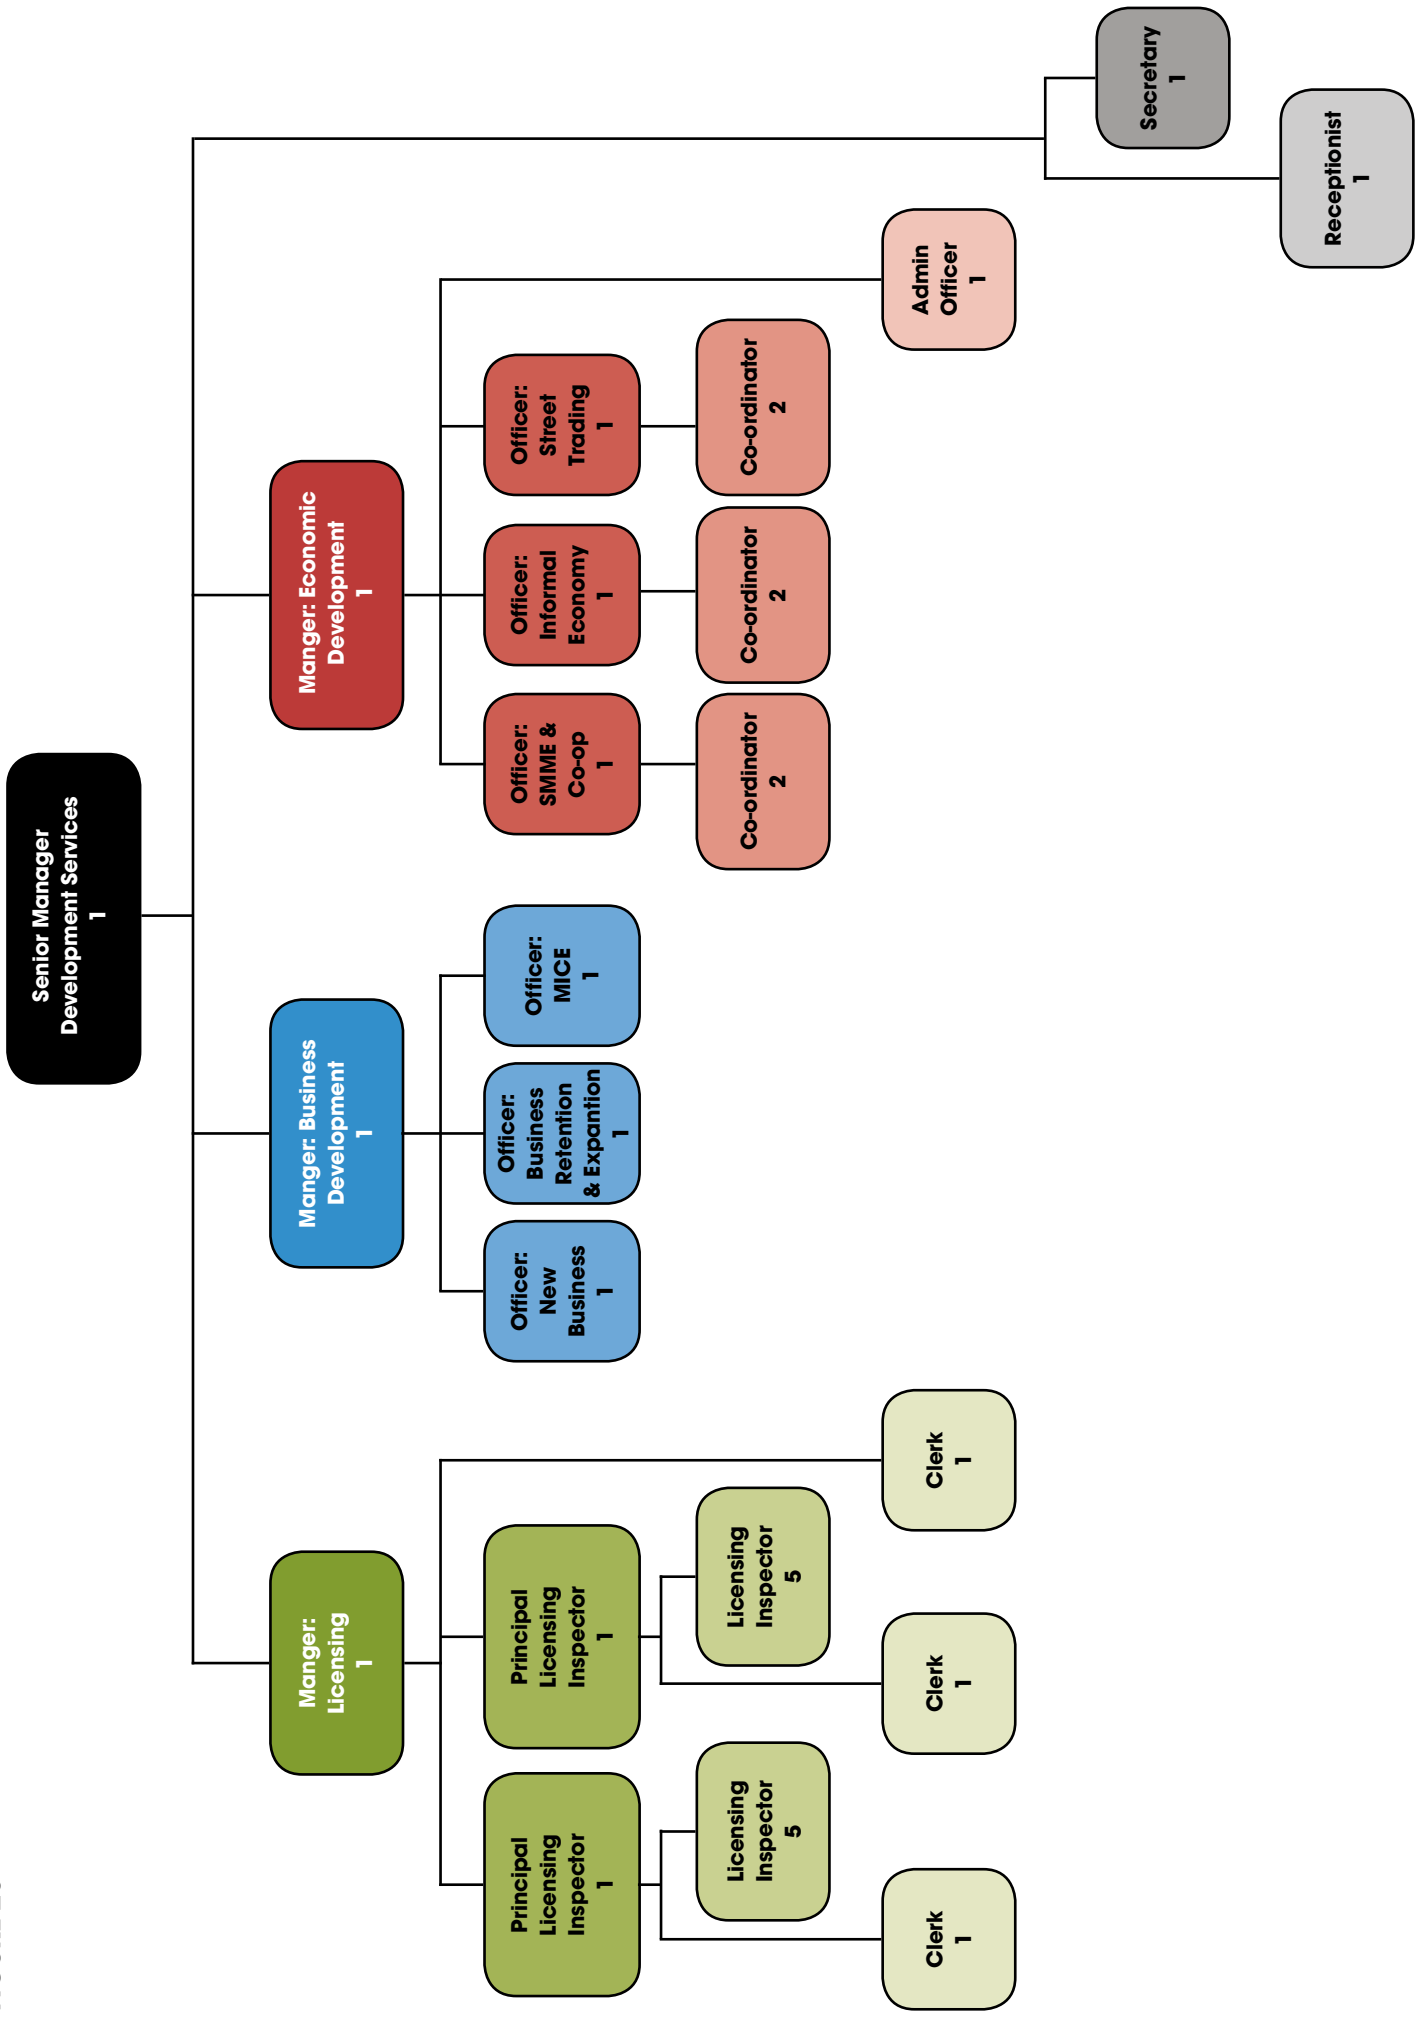 Senior Manager
Development Services
1
Manger:
Licensing
1
Manger: Business
Development
1
Manger: Economic
Development
1
Principal
Licensing
Inspector
1
Principal
Licensing
Inspector
1
Officer:
New
Business
1
Officer:
Business
Retention
& Expantion
1
Officer:
MICE
1
Officer:
SMME &
Co-op
1
Officer:
Informal
Economy
1
Officer:
Street
Trading
1
Licensing
Inspector
5
Licensing
Inspector
5
Co-ordinator
2
Co-ordinator
2
Co-ordinator
2
Clerk
1
Clerk
1
Clerk
1
Admin
Officer
1
Secretary
1
Receptionist
1